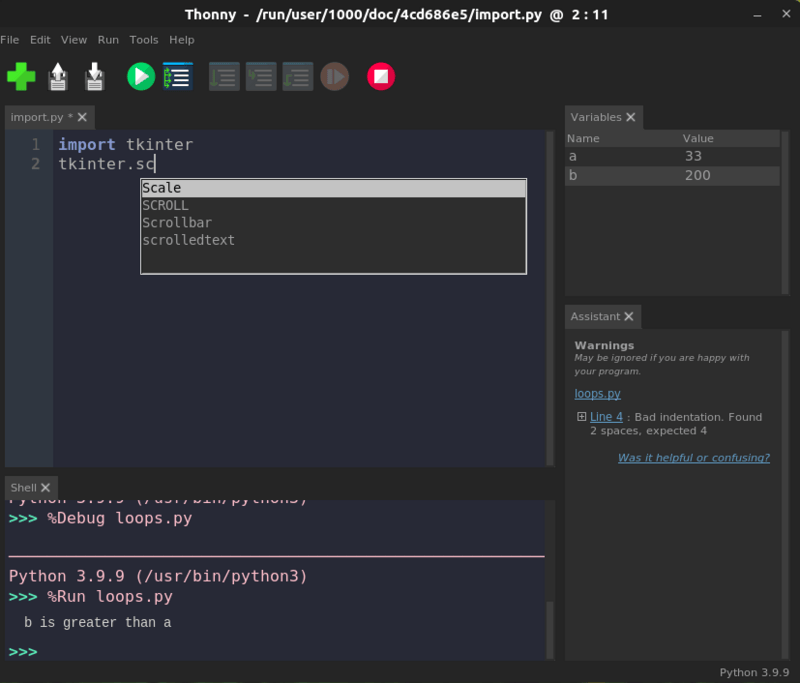 Thonny - /run/user/1000/doc/4cd686e5/import.py @ 2 : 11
File Edit View Run Tools Help
import.py *
1 import tkinter
2 tkinter.sc
Scale
SCROLL
Scrollbar
scrolledtext
Variables
Name Value
a 33
b 200
Assistant
Warnings
May be ignored if you are happy with
your program.
loops.py
Line 4 : Bad indentation. Found
2 spaces, expected 4
Was it helpful or confusing?
Shell
Python 3.9.9 (/usr/bin/python3)
>>> %Debug loops.py
Python 3.9.9 (/usr/bin/python3)
>>> %Run loops.py
b is greater than a
>>>
Python 3.9.9